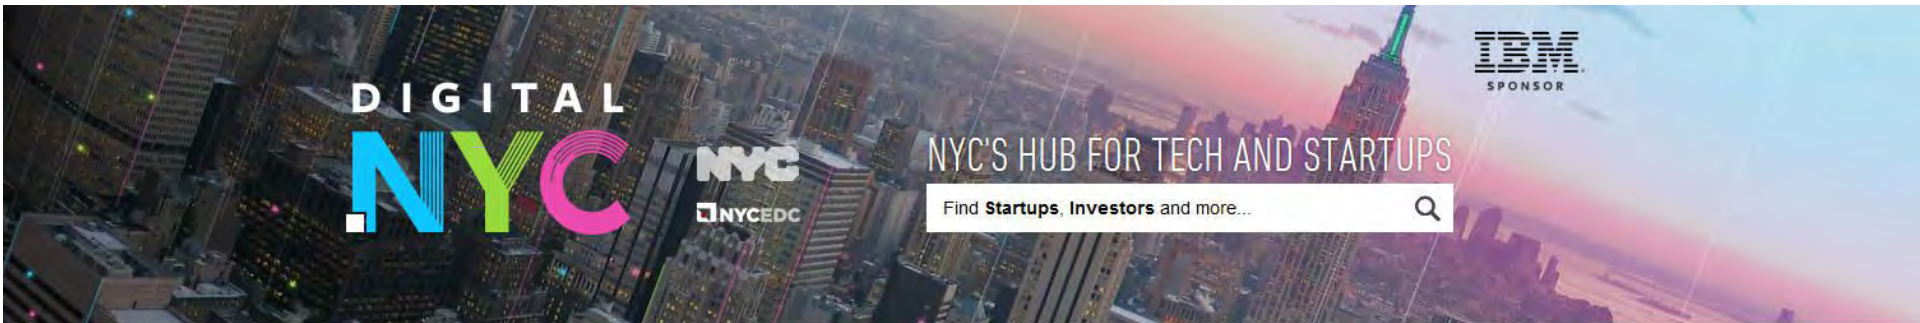 DIGITAL
.NYC
NYC
NYCEDC
NYC'S HUB FOR TECH AND STARTUPS
Find Startups, Investors and more...
IBM
SPONSOR